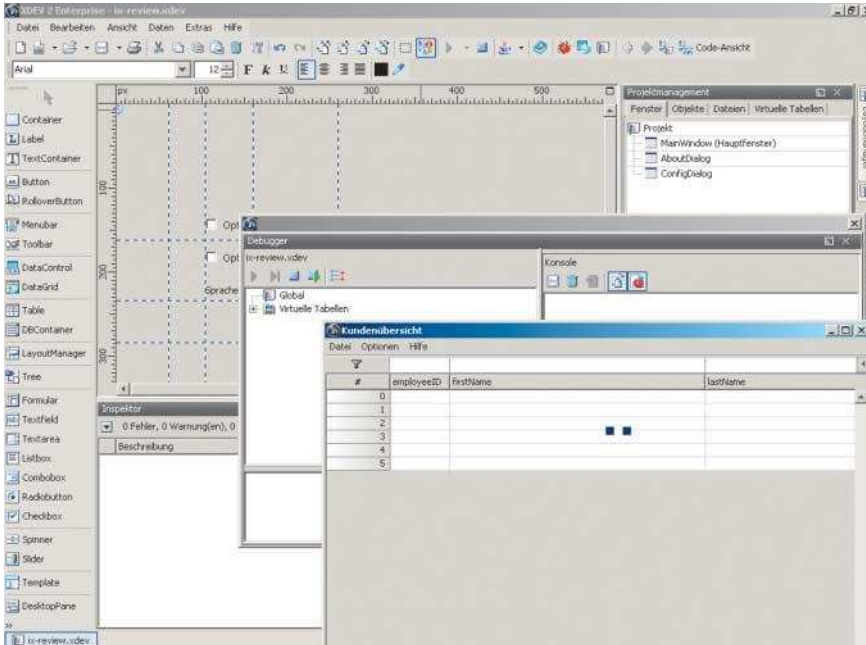 XDEV 2 Enterprise - ix-review.xdev
Datei Bearbeiten Ansicht Daten Extras Hilfe
Code-Ansicht
Arial 12 F K U
px 100 200 300 400 500
Projektmanagement
Fenster Objekte Dateien Virtuelle Tabellen
Projekt
MainWindow (Hauptfenster)
AboutDialog
ConfigDialog
Container
Label
TextContainer
Button
RolloverButton
Menubar
Toolbar
DataControl
DataGrid
Table
DBContainer
LayoutManager
Tree
Formular
Textfield
Textarea
Listbox
Combobox
Radiobutton
Checkbox
Spinner
Slider
Template
DesktopPane
»
ix-review.xdev
100
200
300
Opt
Opt
Sprache
Inspektor
0 Fehler, 0 Warnung(en), 0
Beschreibung
Debugger
ix-review.xdev
Global
Virtuelle Tabellen
Konsole
Kundenübersicht
Datei Optionen Hilfe
# employeeID firstName lastName
0
1
2
3
4
5